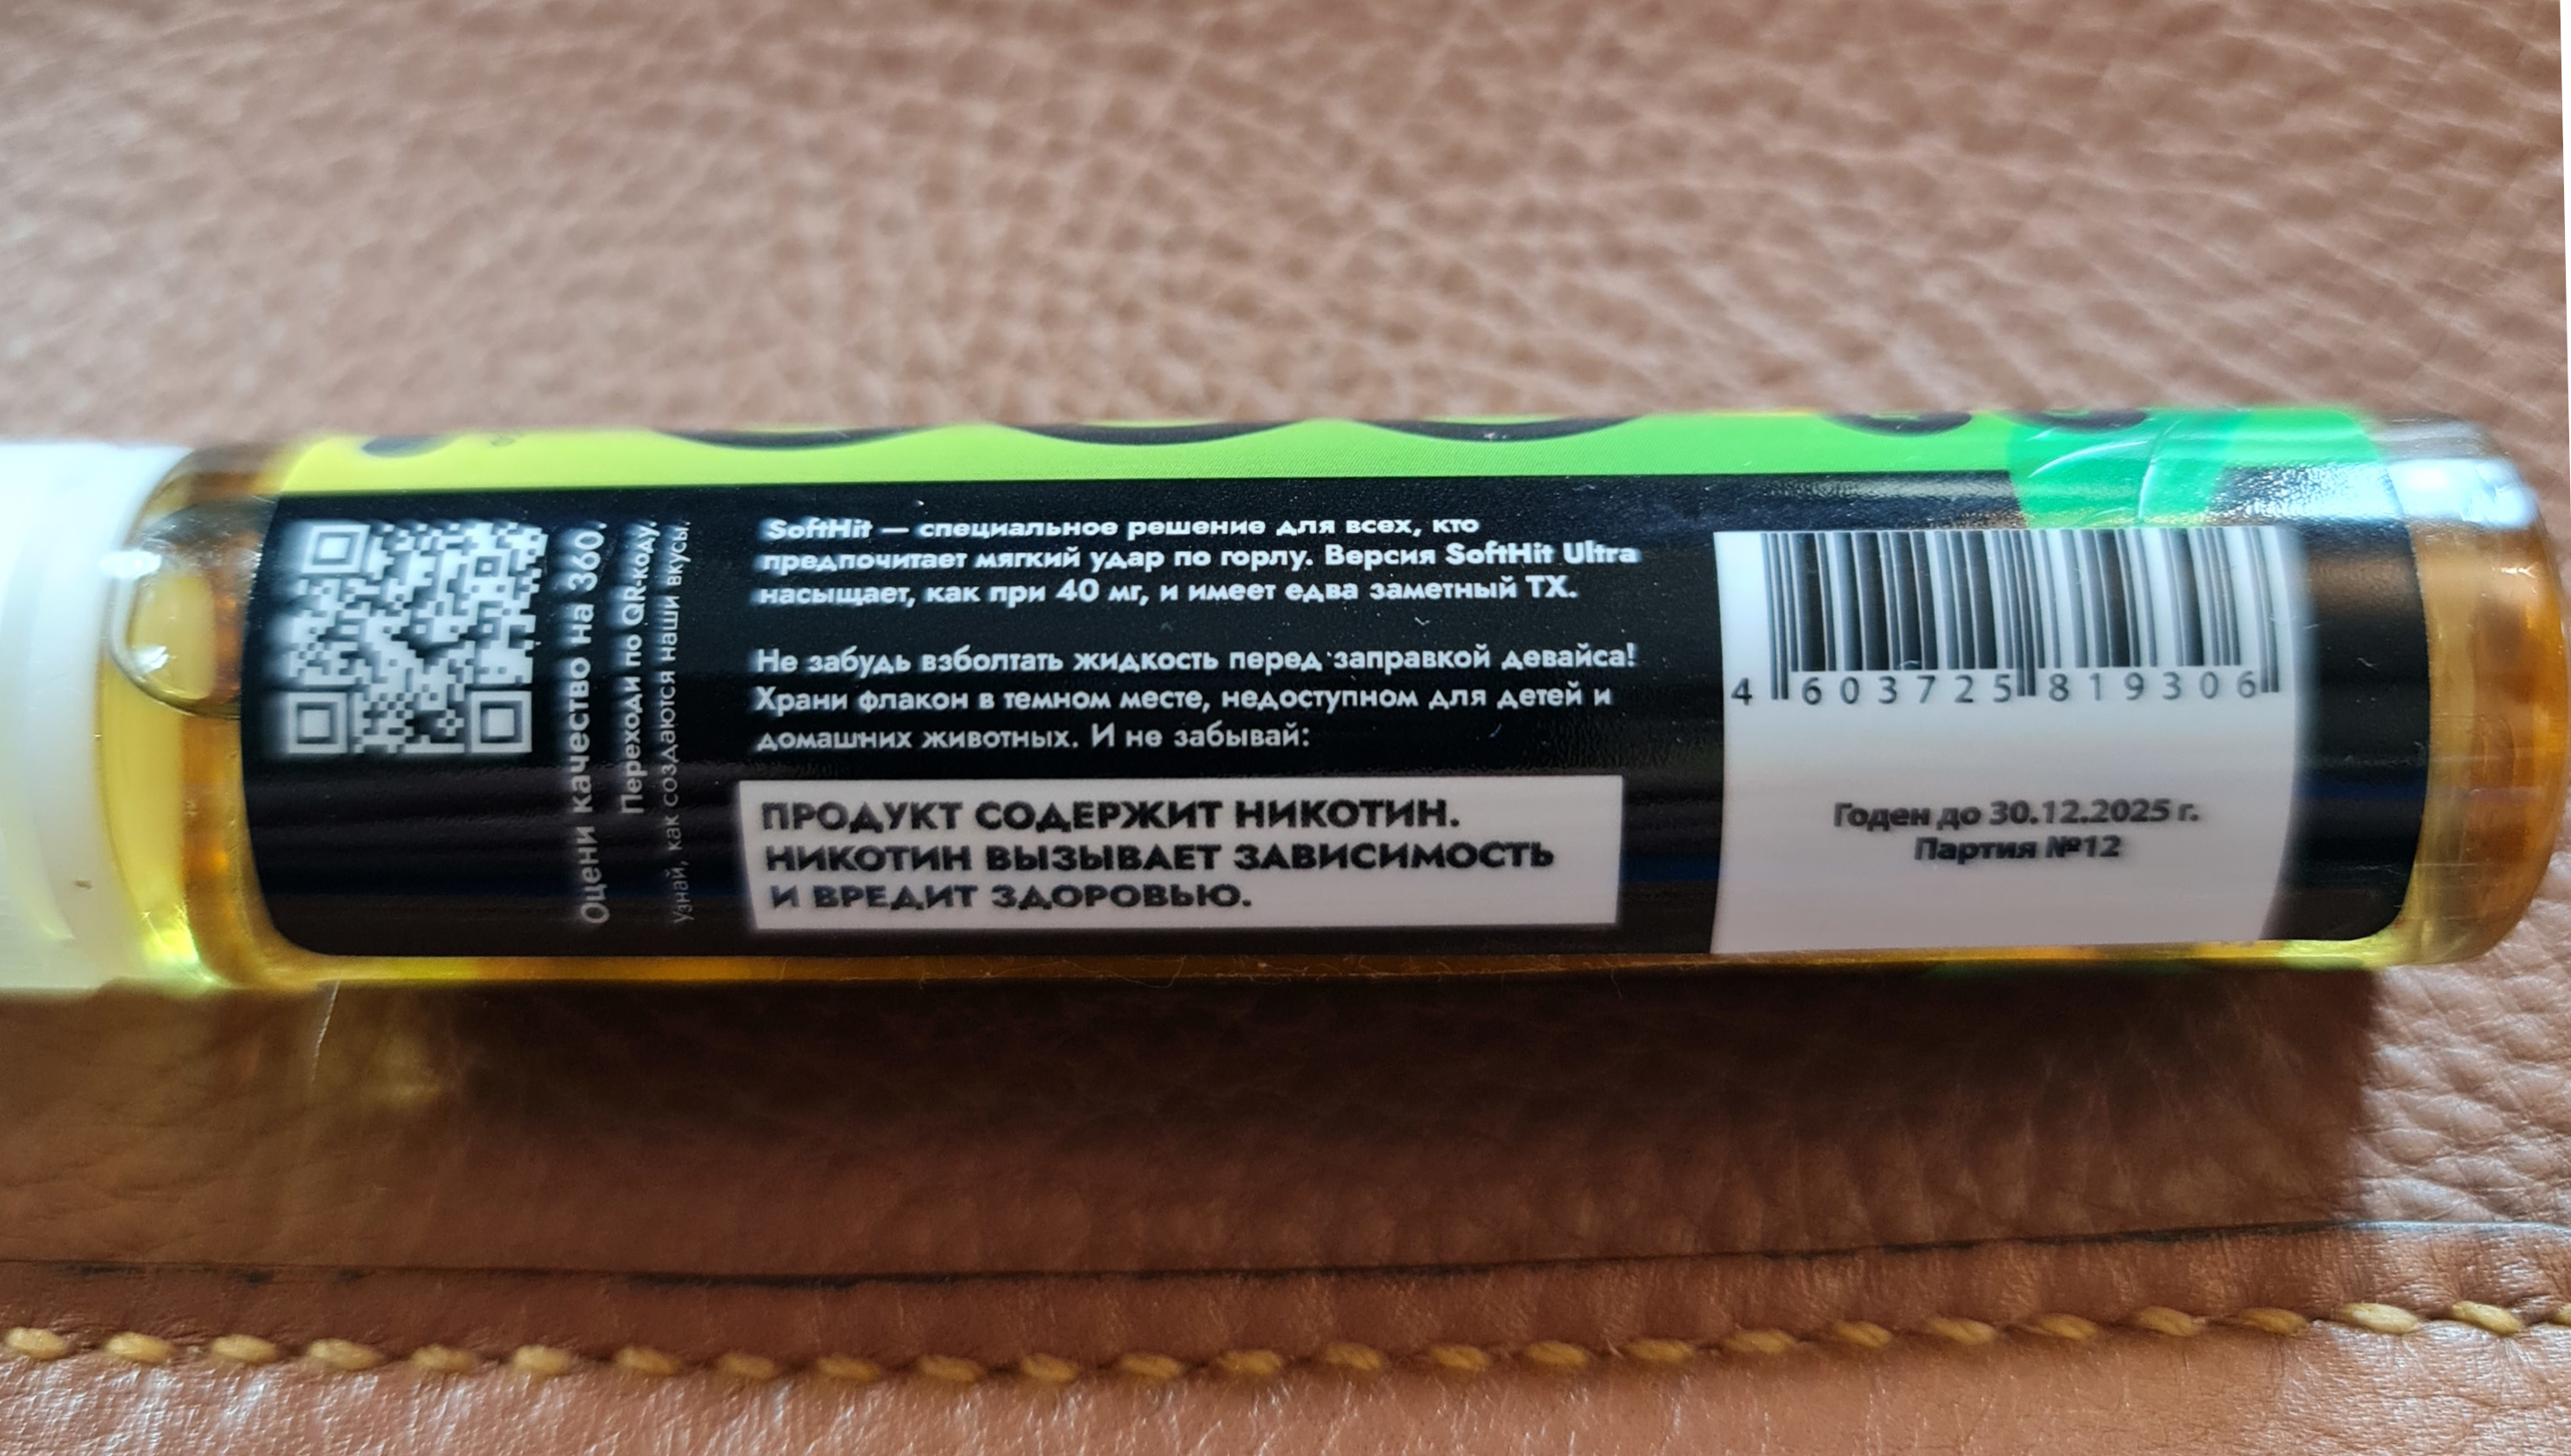 Оцени качество на 360.
Переходи по QR-коду.
Узнай, как создаются наши вкусы.
SoftHit — специальное решение для всех, кто
предпочитает мягкий удар по горлу. Версия SoftHit Ultra
насыщает, как при 40 мг, и имеет едва заметный ТХ.
Не забудь взболтать жидкость перед заправкой девайса!
Храни флакон в темном месте, недоступном для детей и
домашних животных. И не забывай:
ПРОДУКТ СОДЕРЖИТ НИКОТИН.
НИКОТИН ВЫЗЫВАЕТ ЗАВИСИМОСТЬ
И ВРЕДИТ ЗДОРОВЬЮ.
4 603725 819306
Годен до 30.12.2025 г.
Партия №12